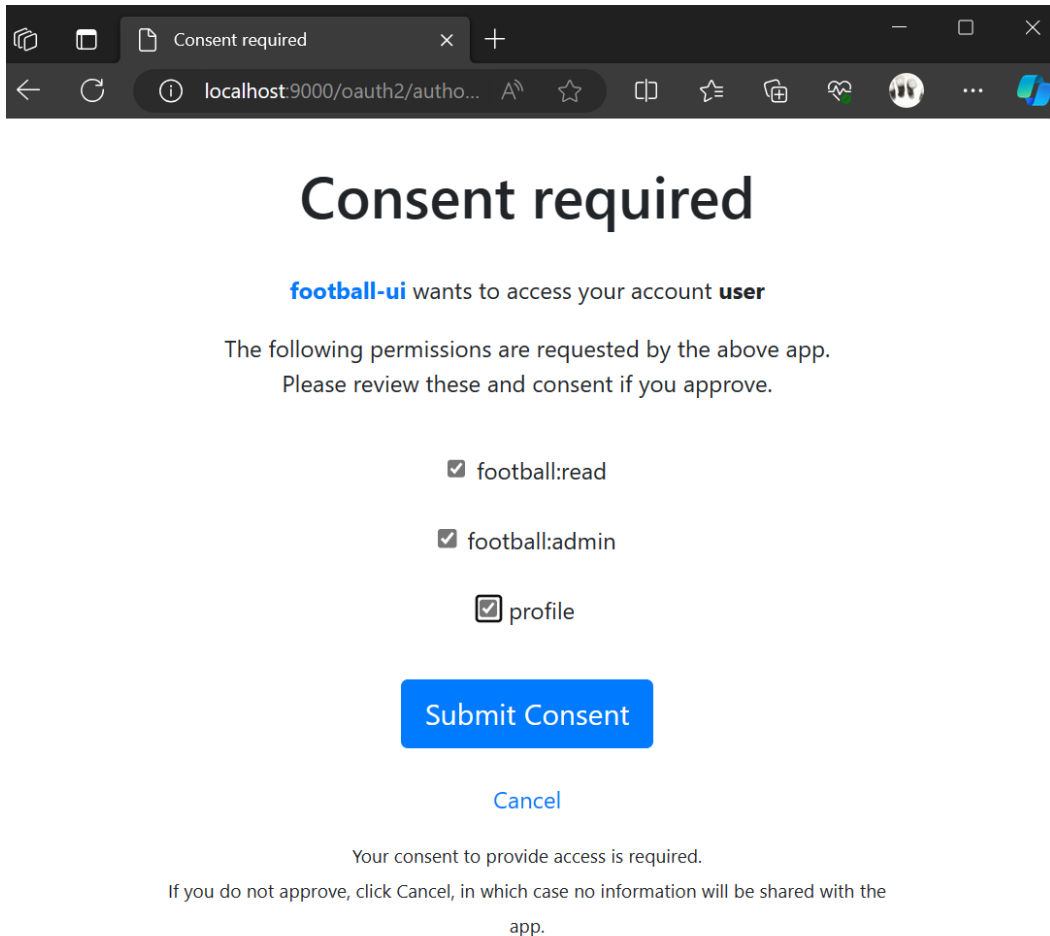 Consent required
localhost:9000/oauth2/autho...
Consent required
football-ui wants to access your account user
The following permissions are requested by the above app.
Please review these and consent if you approve.
football:read
football:admin
profile
Submit Consent
Cancel
Your consent to provide access is required.
If you do not approve, click Cancel, in which case no information will be shared with the
app.